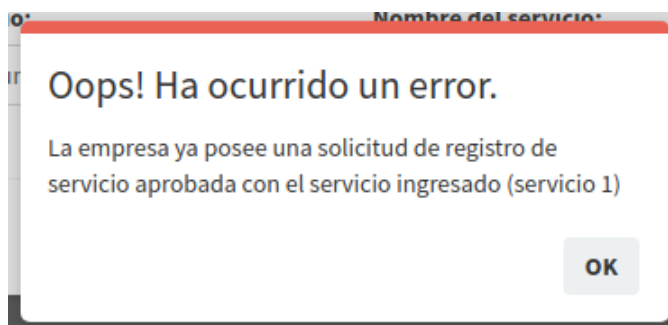 Nombre del servicio:
Oops! Ha ocurrido un error.
La empresa ya posee una solicitud de registro de
servicio aprobada con el servicio ingresado (servicio 1)
OK